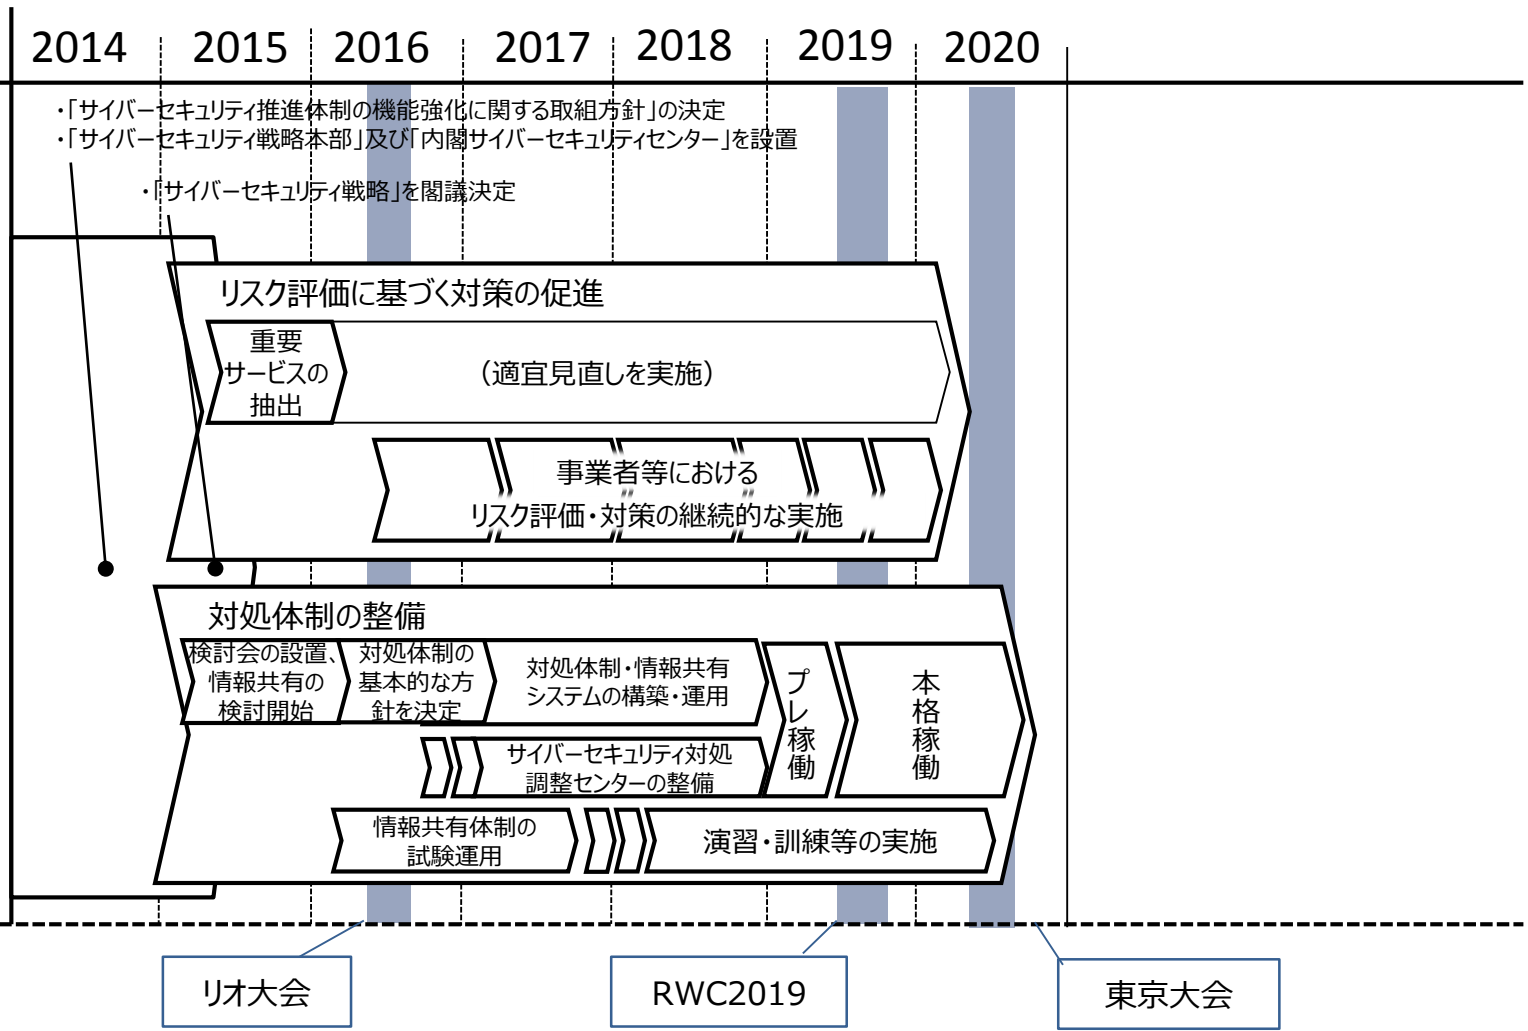 2014 2015 2016 2017 2018 2019 2020
・「サイバーセキュリティ推進体制の機能強化に関する取組方針」の決定
・「サイバーセキュリティ戦略本部」及び「内閣サイバーセキュリティセンター」を設置
・「サイバーセキュリティ戦略」を閣議決定
リスク評価に基づく対策の促進
重要
サービスの
抽出
（適宜見直しを実施）
事業者等における
リスク評価・対策の継続的な実施
対処体制の整備
検討会の設置、
情報共有の
検討開始
対処体制の
基本的な方
針を決定
対処体制・情報共有
システムの構築・運用
プレ稼働
本格稼働
サイバーセキュリティ対処
調整センターの整備
情報共有体制の
試験運用
演習・訓練等の実施
リオ大会
RWC2019
東京大会